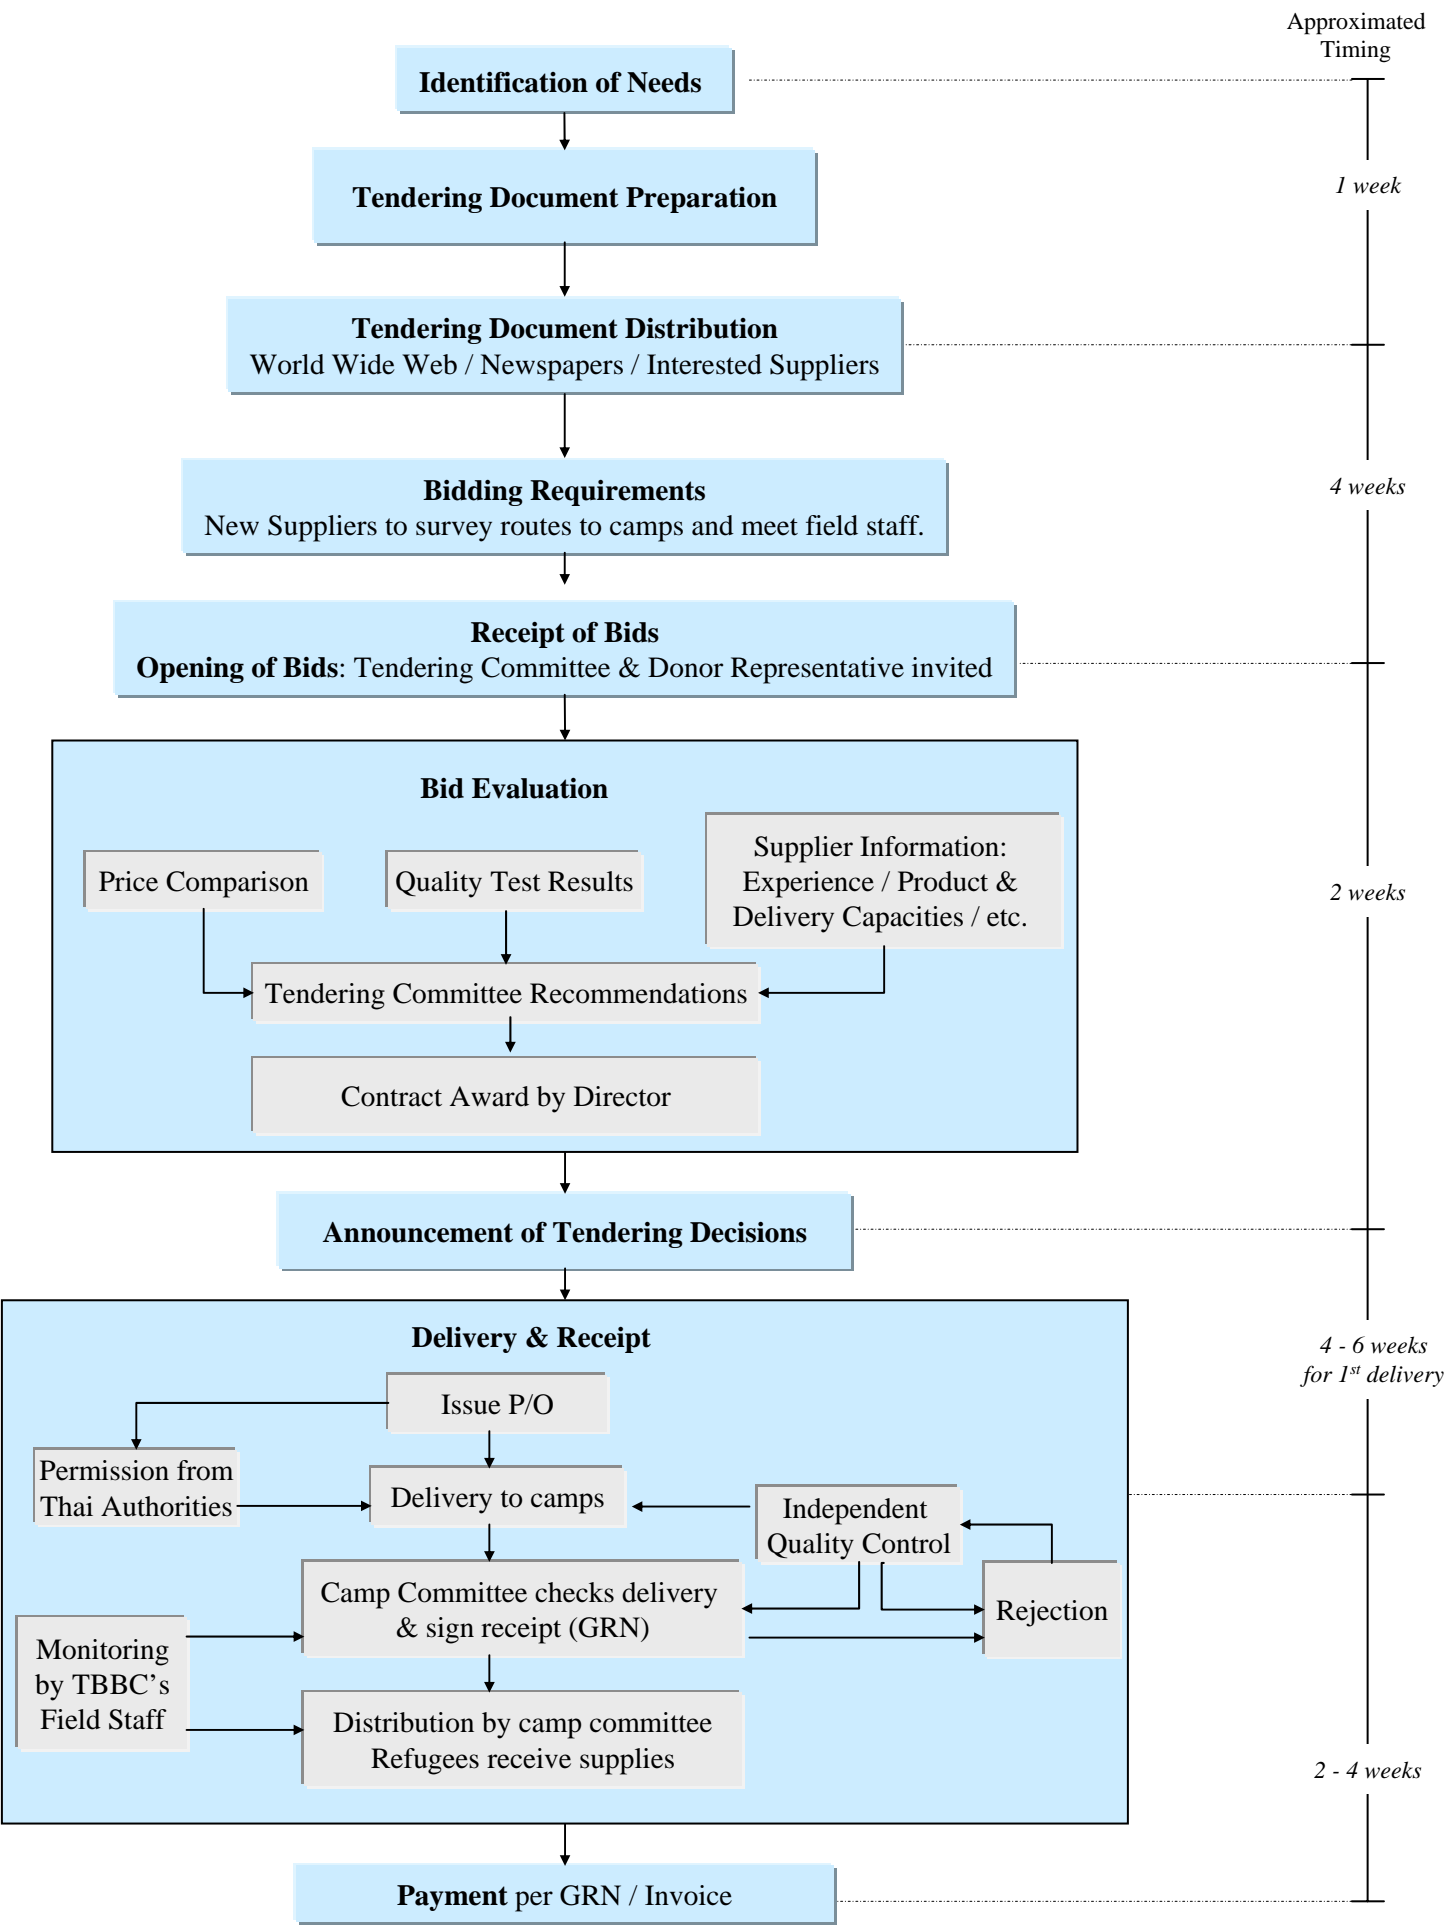 Approximated
Timing
Identification of Needs
Tendering Document Preparation
1 week
Tendering Document Distribution
World Wide Web / Newspapers / Interested Suppliers
Bidding Requirements
New Suppliers to survey routes to camps and meet field staff.
4 weeks
Receipt of Bids
Opening of Bids: Tendering Committee & Donor Representative invited
Bid Evaluation
Price Comparison
Quality Test Results
Supplier Information:
Experience / Product &
Delivery Capacities / etc.
2 weeks
Tendering Committee Recommendations
Contract Award by Director
Announcement of Tendering Decisions
Delivery & Receipt
4 - 6 weeks
for 1st delivery
Issue P/O
Permission from
Thai Authorities
Delivery to camps
Independent
Quality Control
Camp Committee checks delivery
& sign receipt (GRN)
Rejection
Monitoring
by TBBC’s
Field Staff
Distribution by camp committee
Refugees receive supplies
2 - 4 weeks
Payment per GRN / Invoice